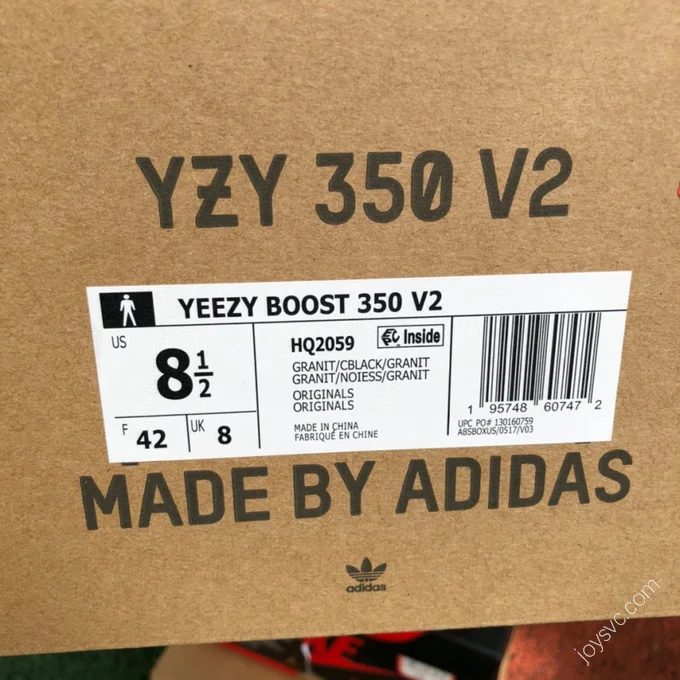 YZY 350 V2
YEEZY BOOST 350 V2
US
8 1/2
F 42
UK 8
HQ2059
Inside
GRANIT/CBLACK/GRANIT
GRANIT/NOIESS/GRANIT
ORIGINALS
ORIGINALS
MADE IN CHINA
FABRIQUÉ EN CHINE
1 95748 60747 2
UPC PO# 130160759
ABSBOXUS/0517/V03
MADE BY ADIDAS
adidas
joysvc.com